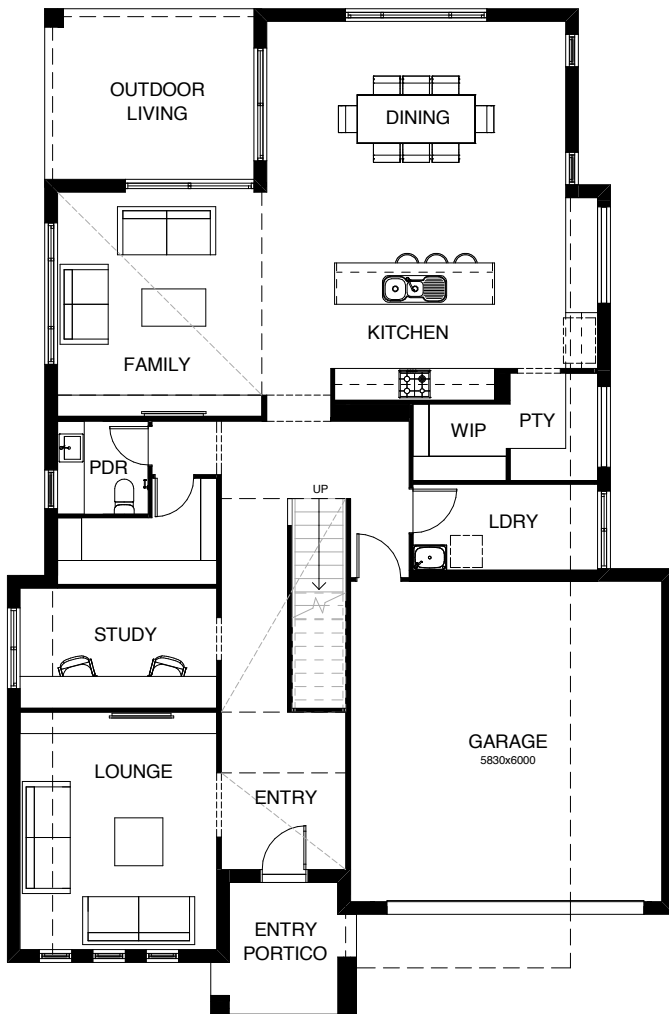 OUTDOOR
LIVING
DINING
KITCHEN
FAMILY
WIP
PTY
PDR
UP
LDRY
STUDY
GARAGE
5830x6000
LOUNGE
ENTRY
ENTRY
PORTICO